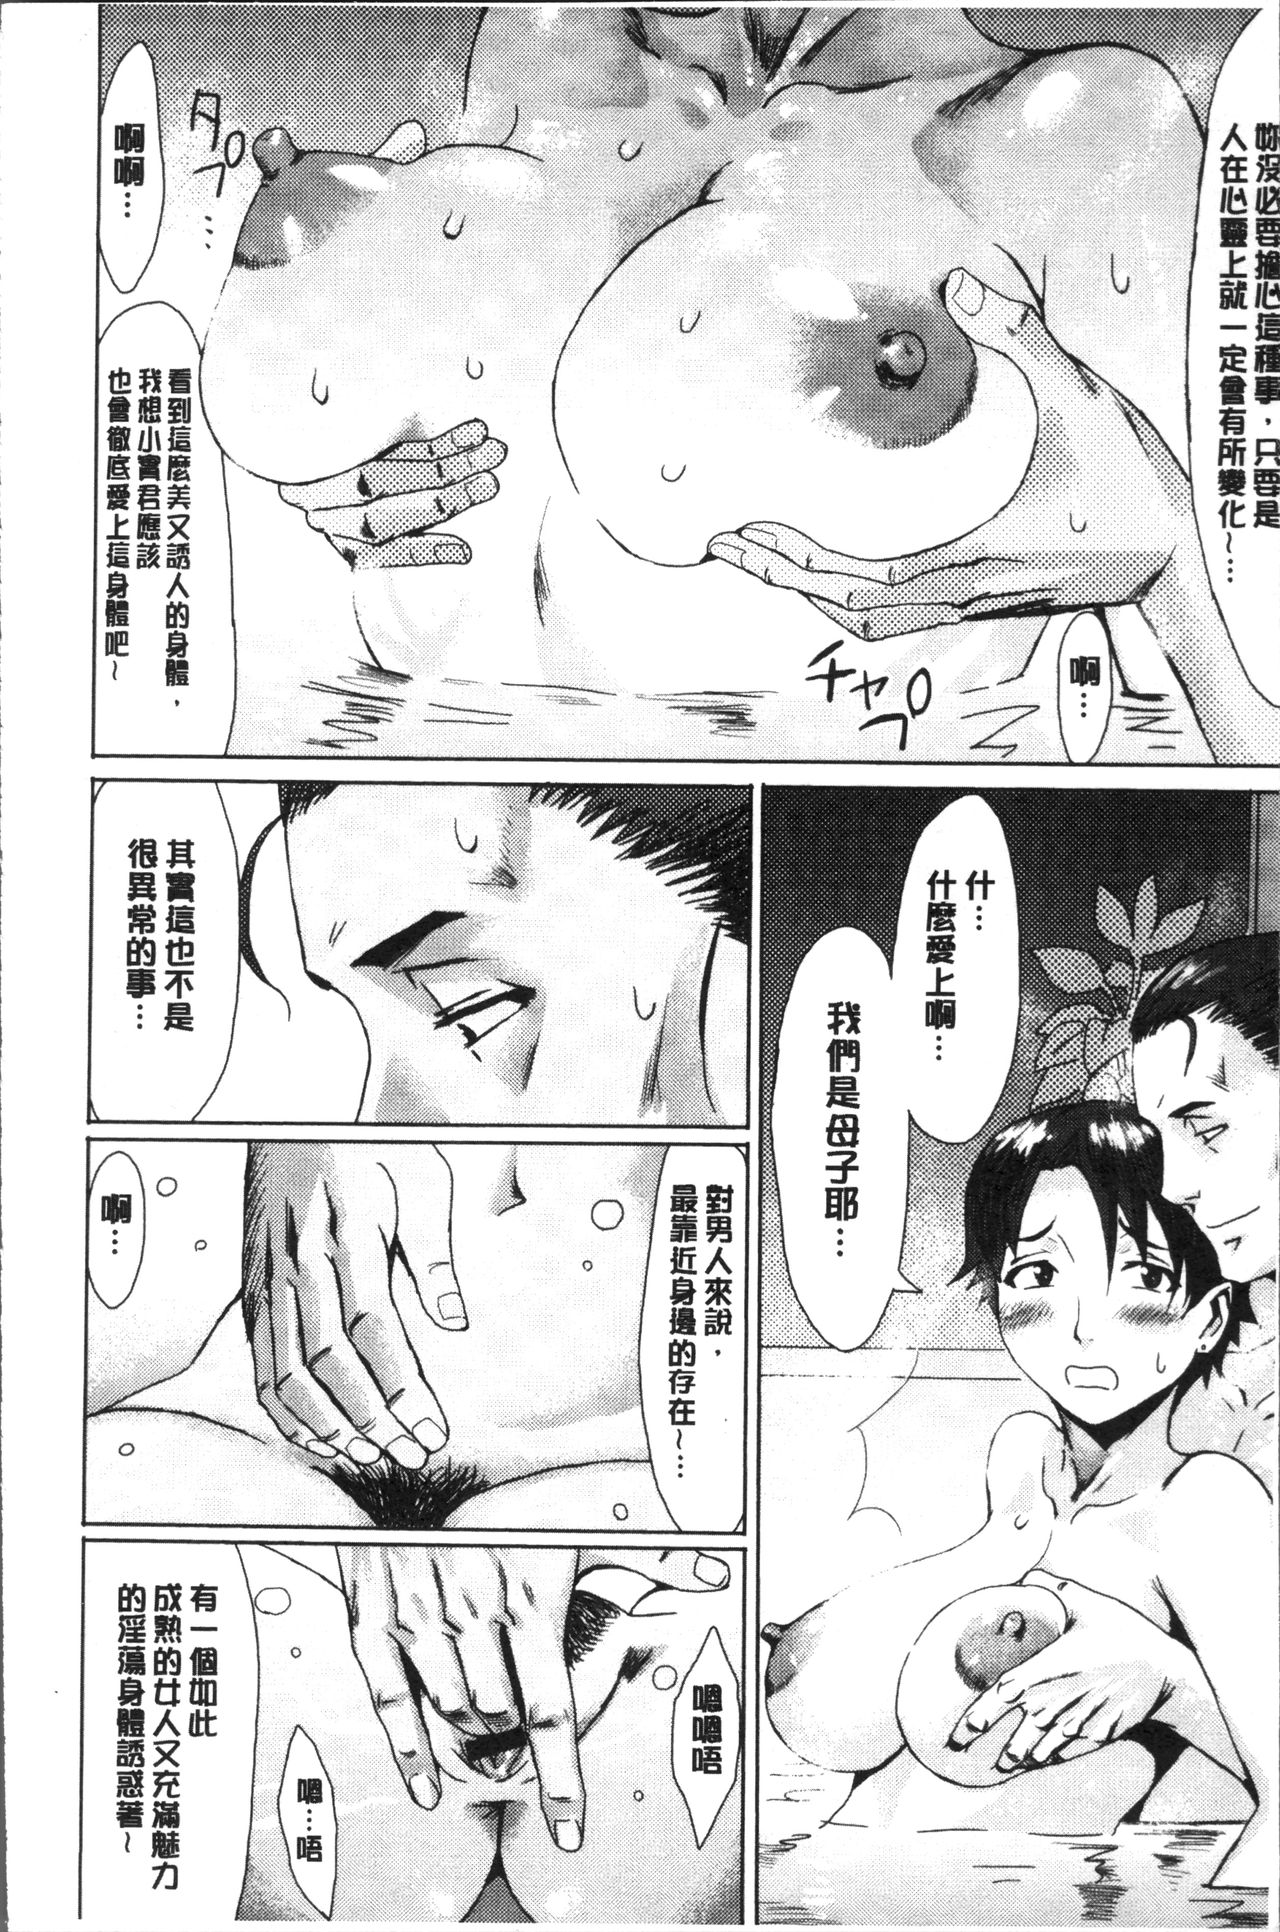 妳沒必要擔心這種事，只要是
人在心靈上就一定會有所變化~…
啊…
チャプ
タプ…
啊啊…
看到這麼美又誘人的身體，
我想小實君應該
也會徹底愛上這身體吧~
什…
什麼愛上啊…
我們是母子耶…
其實這也不是
很異常的事…
對男人來說，
最靠近身邊的存在~…
啊…
嗯嗯唔
嗯…唔
有一個如此
成熟的女人又充滿魅力
的淫蕩身體誘惑著~